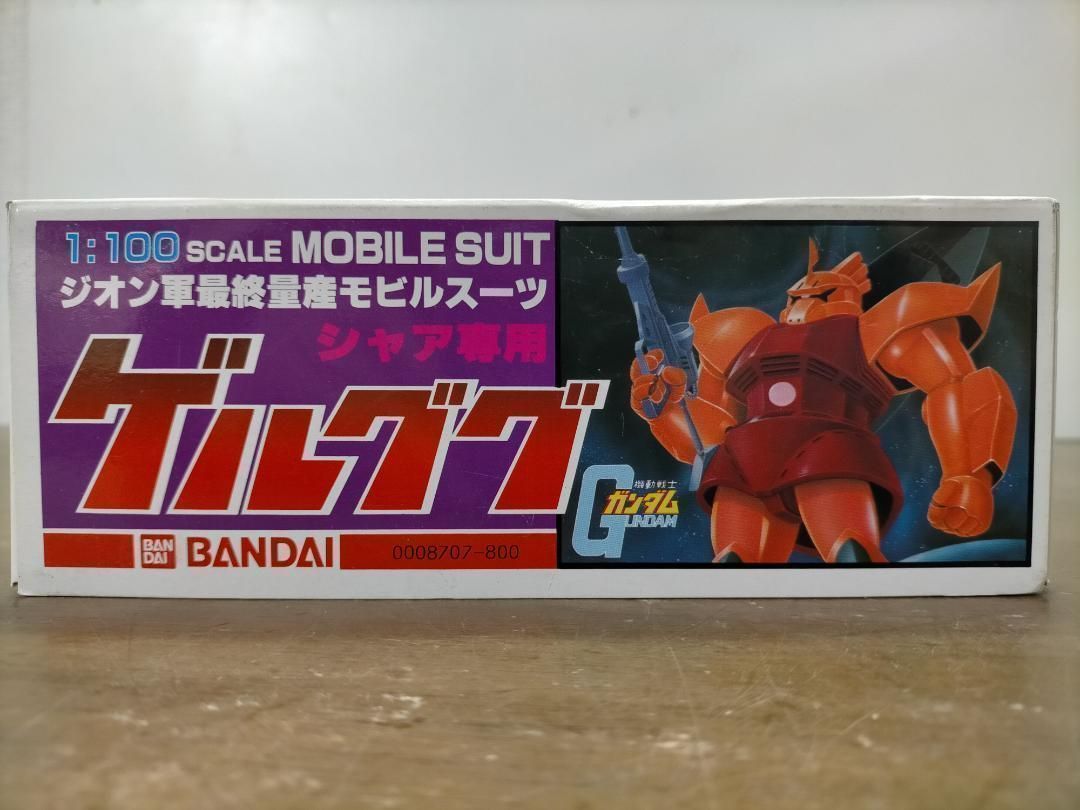 1:100 SCALE MOBILE SUIT
ジオン軍最終量産モビルスーツ
シャア専用
ゲルググ
機動戦士
ガンダム
GUNDAM
BAN
DAI
BANDAI
0008707-800